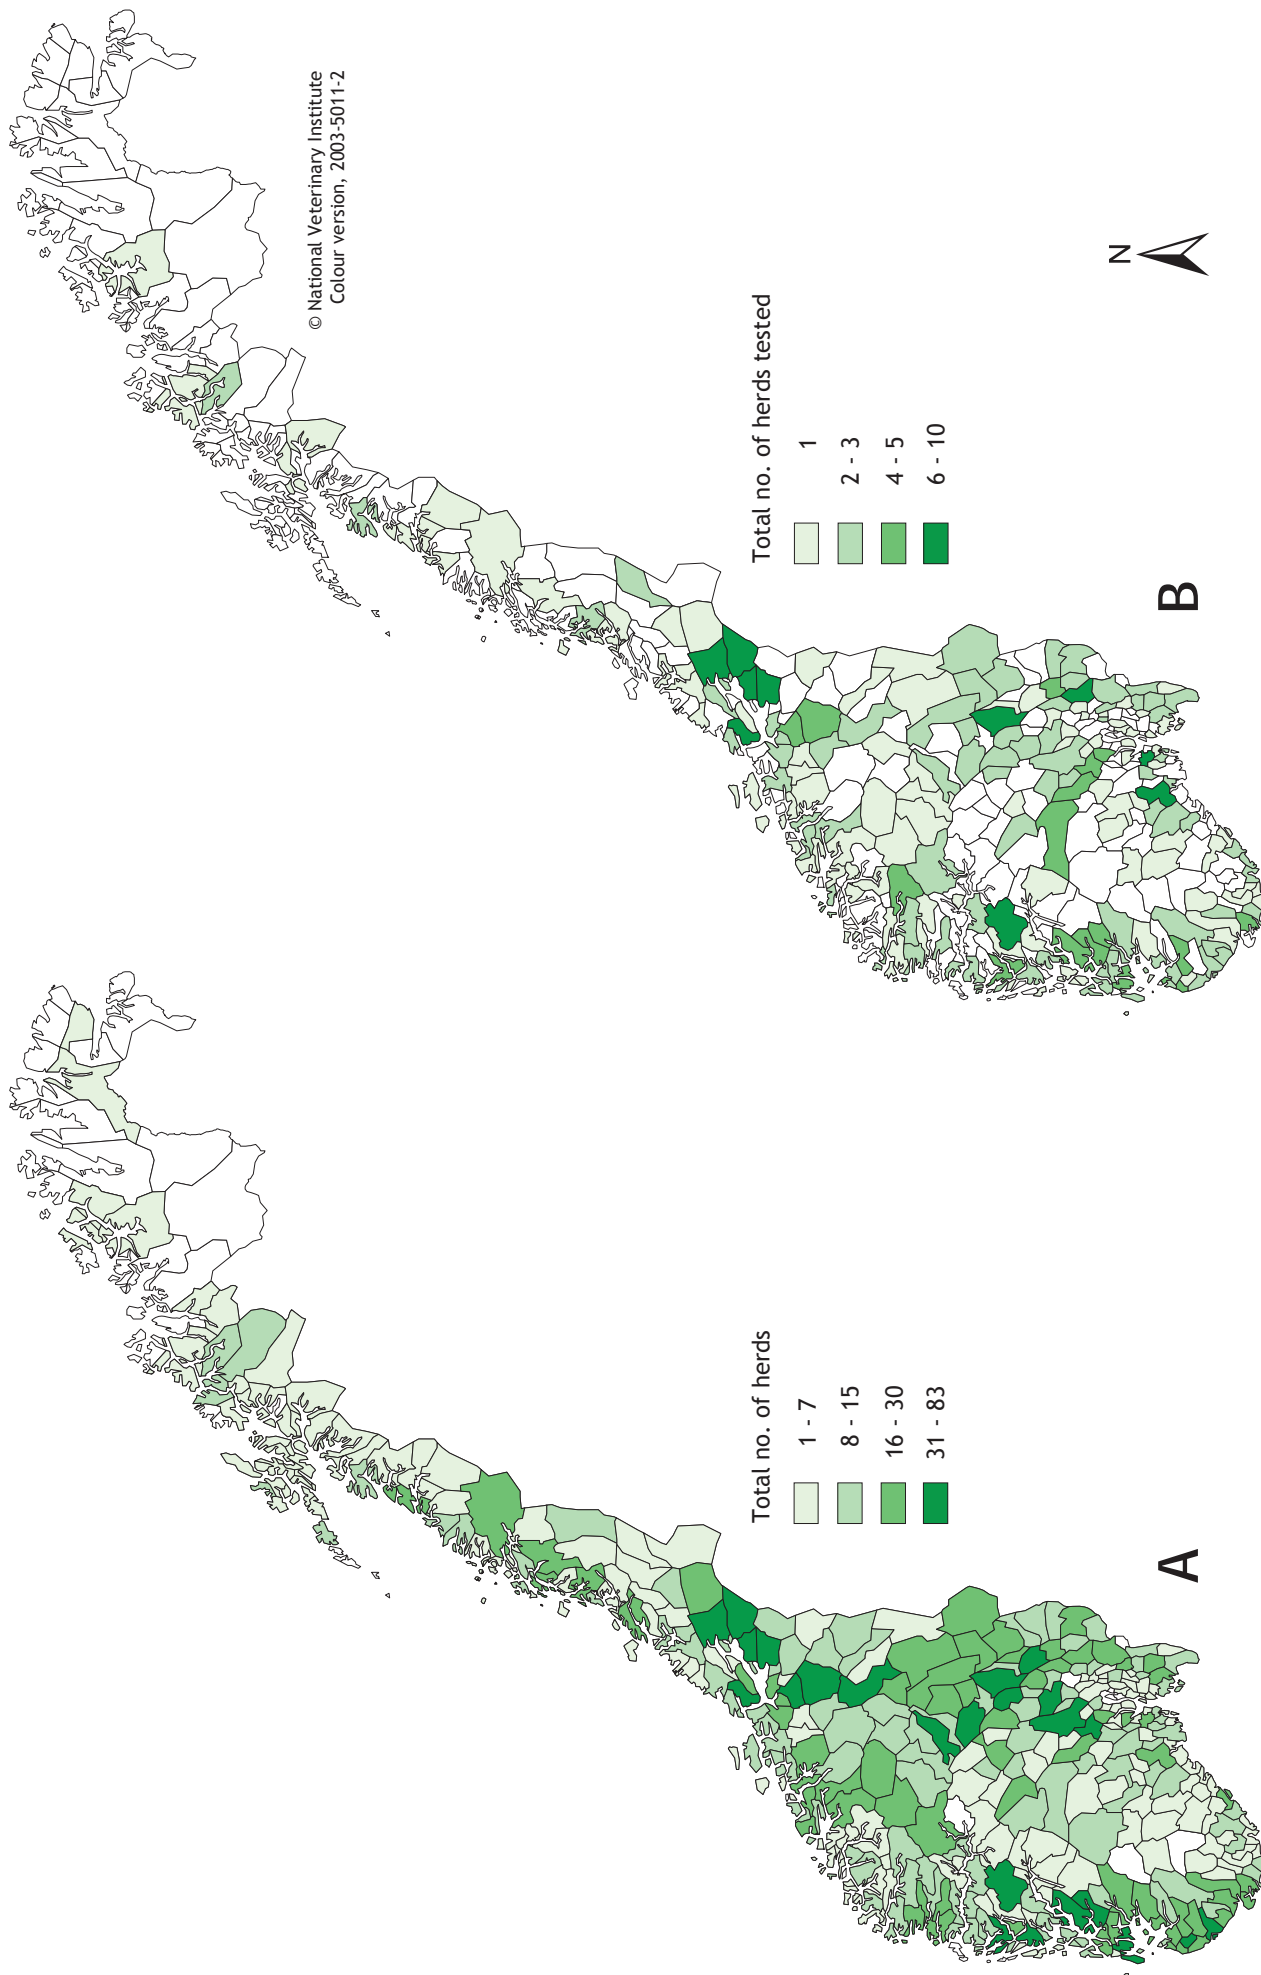 Total no. of herds
1 - 7
8 - 15
16 - 30
31 - 83
A
© National Veterinary Institute
Colour version, 2003-5011-2
Total no. of herds tested
1
2 - 3
4 - 5
6 - 10
N
B